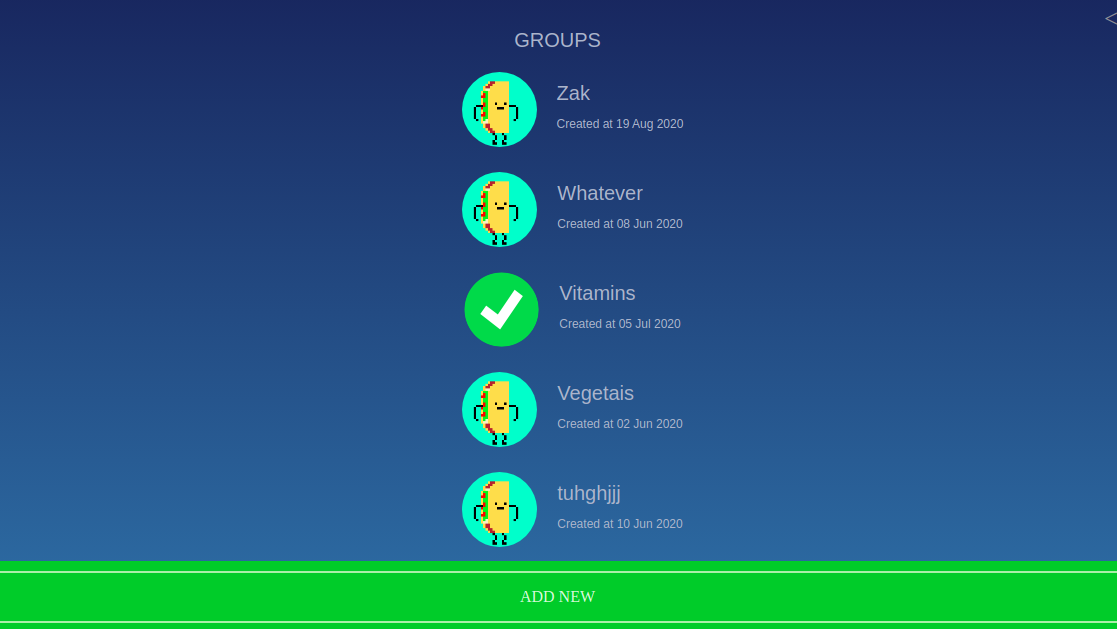 GROUPS
Zak
Created at 19 Aug 2020
Whatever
Created at 08 Jun 2020
Vitamins
Created at 05 Jul 2020
Vegetais
Created at 02 Jun 2020
tuhghjjj
Created at 10 Jun 2020
ADD NEW